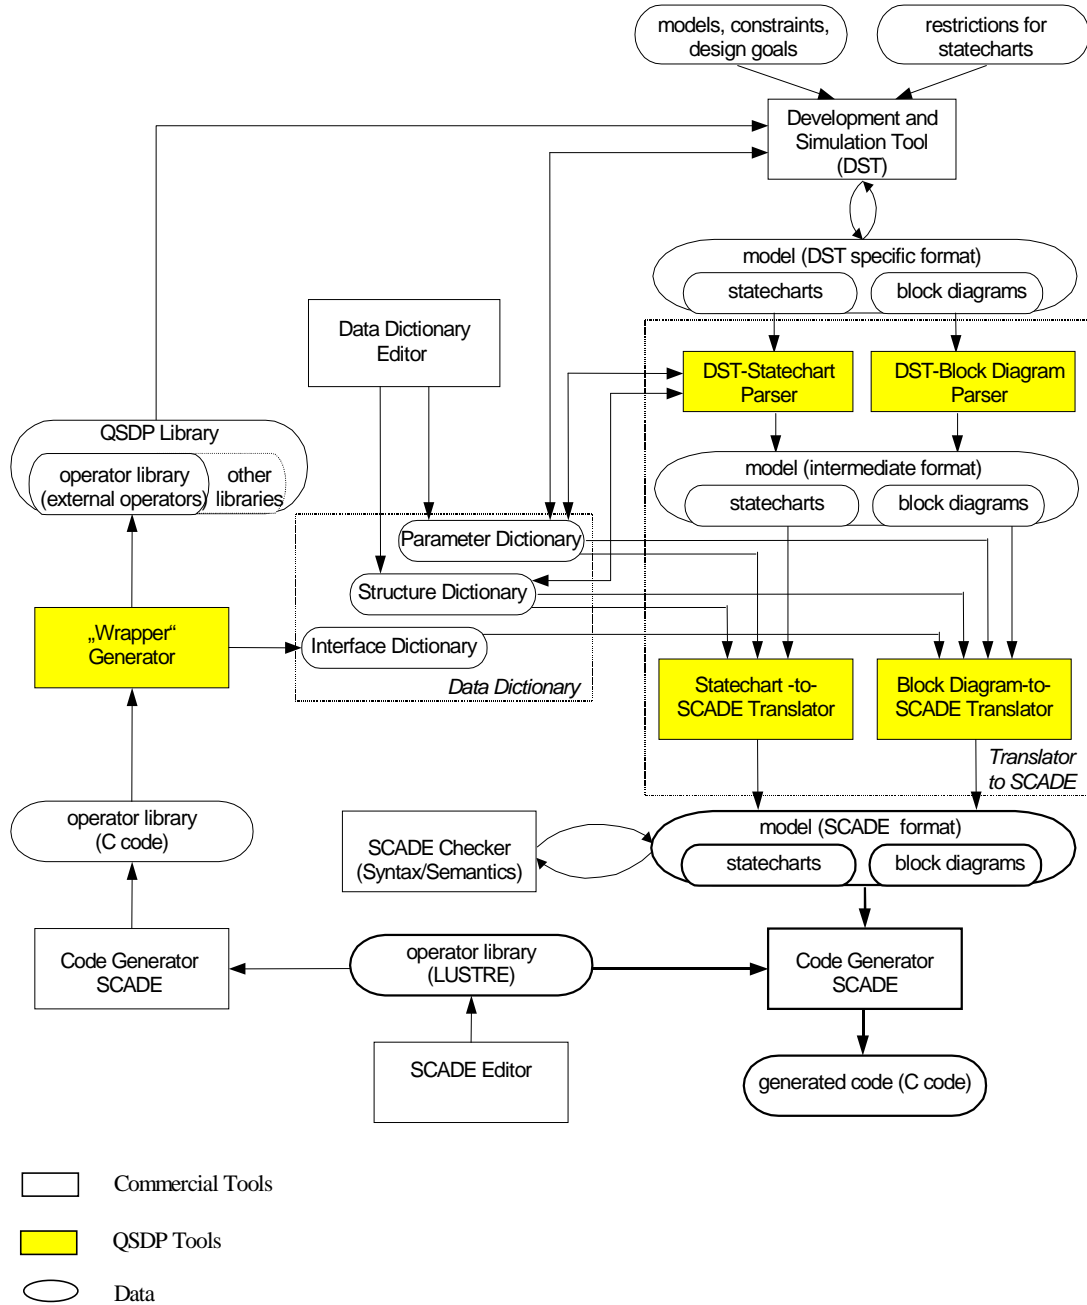 models, constraints,
design goals
restrictions for
statecharts
Development and
Simulation Tool
(DST)
model (DST specific format)
statecharts
block diagrams
Data Dictionary
Editor
DST-Statechart
Parser
DST-Block Diagram
Parser
QSDP Library
operator library
(external operators)
other
libraries
model (intermediate format)
statecharts
block diagrams
Parameter Dictionary
Structure Dictionary
Interface Dictionary
Data Dictionary
„Wrapper“
Generator
Statechart -to-
SCADE Translator
Block Diagram-to-
SCADE Translator
Translator
to SCADE
operator library
(C code)
SCADE Checker
(Syntax/Semantics)
model (SCADE format)
statecharts
block diagrams
Code Generator
SCADE
operator library
(LUSTRE)
Code Generator
SCADE
SCADE Editor
generated code (C code)
Commercial Tools
QSDP Tools
Data